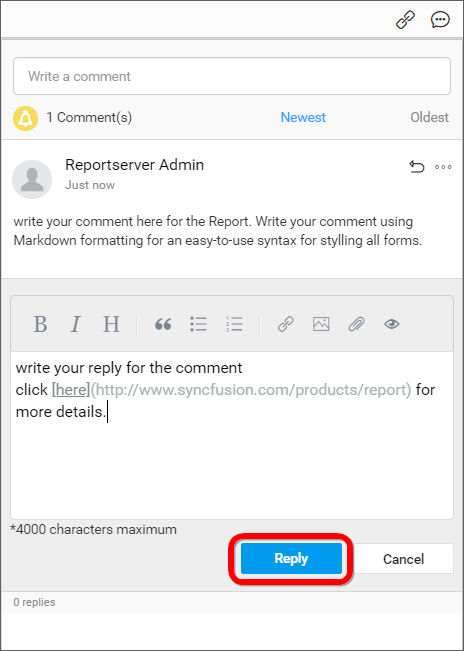 Write a comment
1 Comment(s)
Newest
Oldest
Reportserver Admin
Just now
write your comment here for the Report. Write your comment using
Markdown formatting for an easy-to-use syntax for stylling all forms.
B I H
write your reply for the comment
click [here](http://www.syncfusion.com/products/report) for
more details.
*4000 characters maximum
Reply
Cancel
0 replies